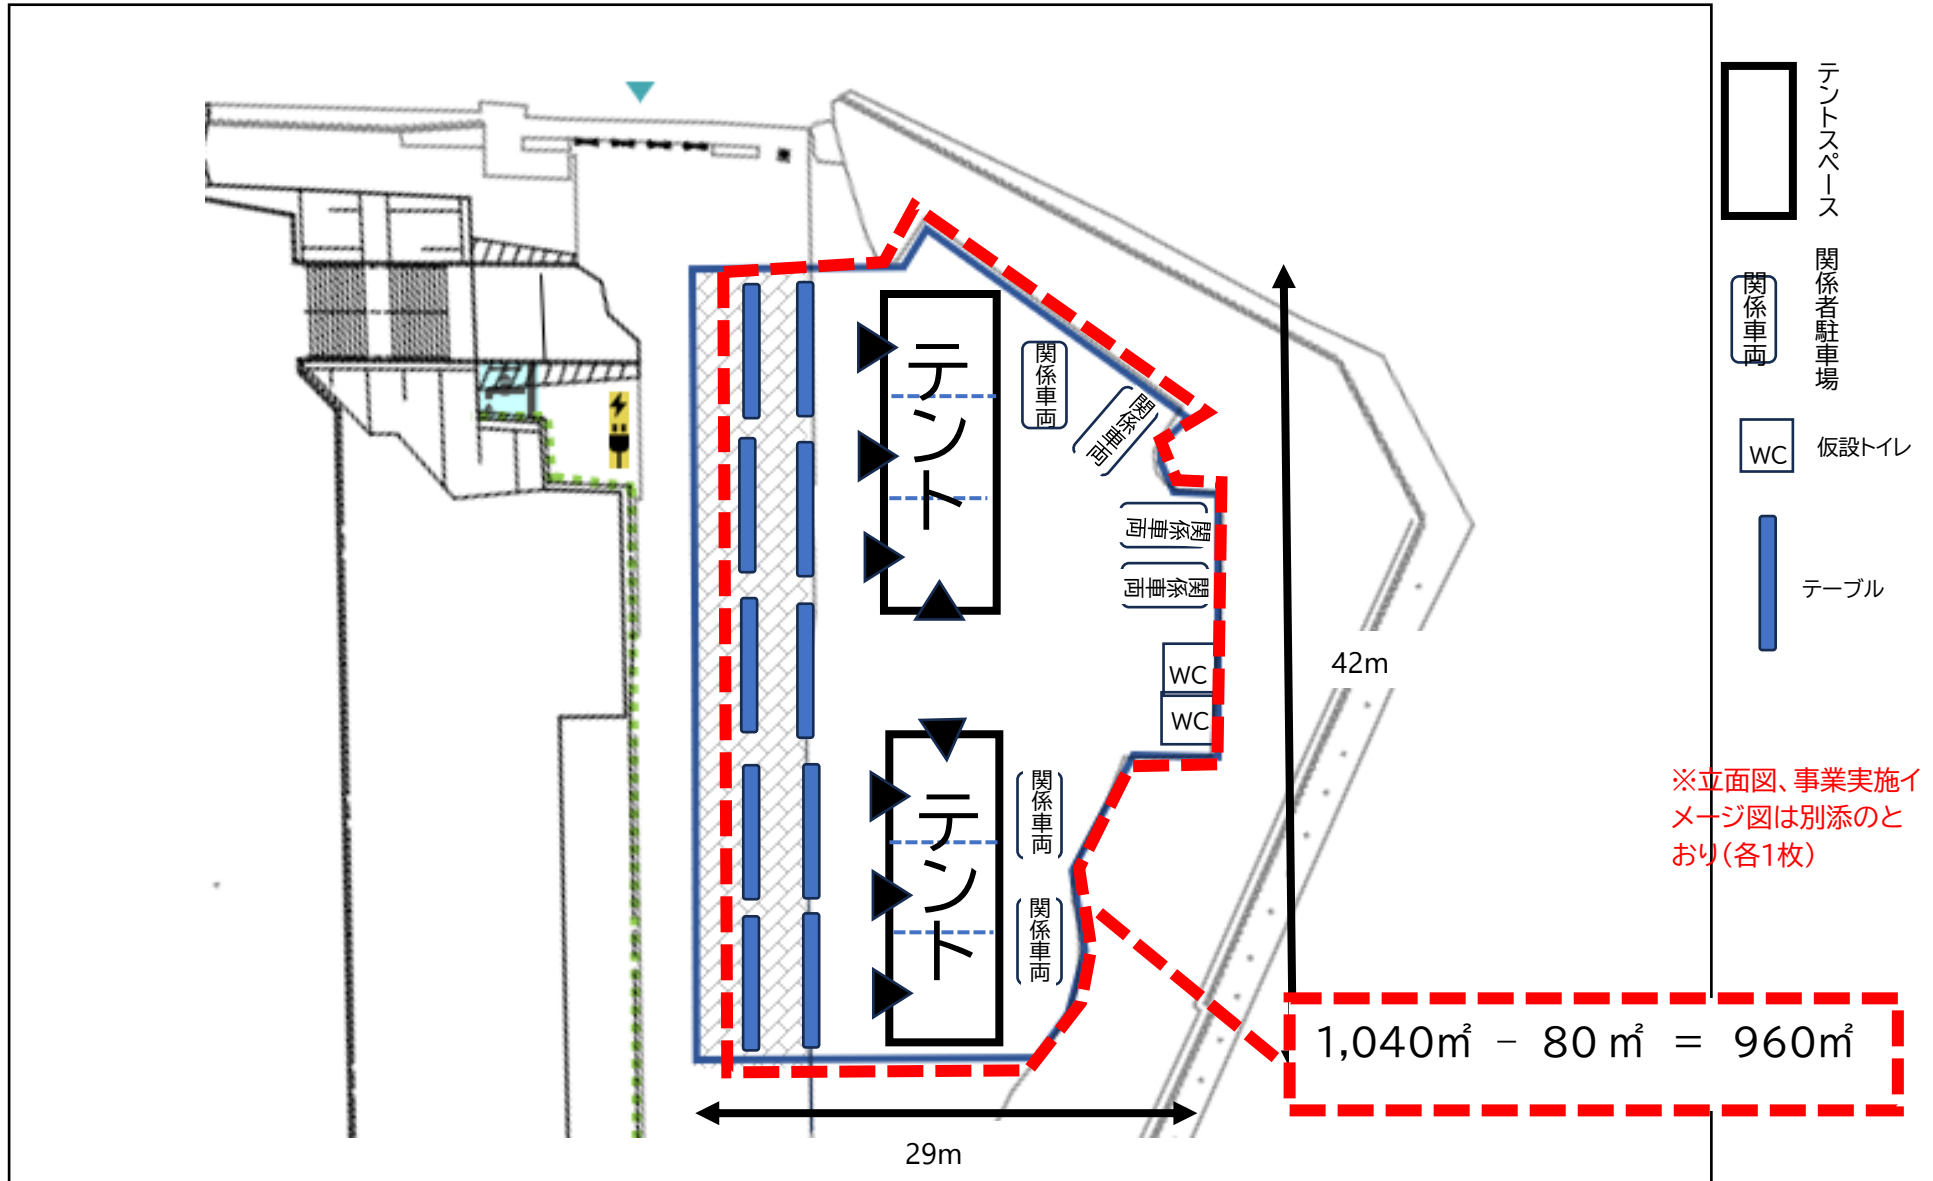 テント
関係車両
関係車両
関係車両
関係車両
WC
WC
テント
関係車両
関係車両
42m
29m
1,040㎡ － 80㎡ ＝ 960㎡
テントスペース
関係車両
関係者駐車場
WC
仮設トイレ
テーブル
※立面図、事業実施イ
メージ図は別添のと
おり(各1枚)